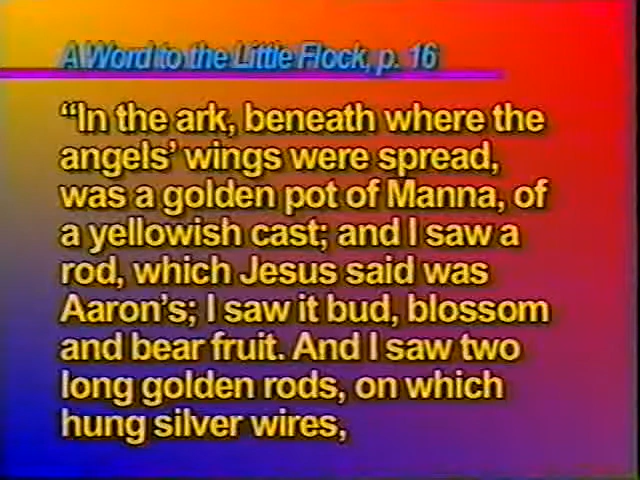 A Word to the Little Flock, p. 16
“In the ark, beneath where the
angels’ wings were spread,
was a golden pot of Manna, of
a yellowish cast; and I saw a
rod, which Jesus said was
Aaron’s; I saw it bud, blossom
and bear fruit. And I saw two
long golden rods, on which
hung silver wires,